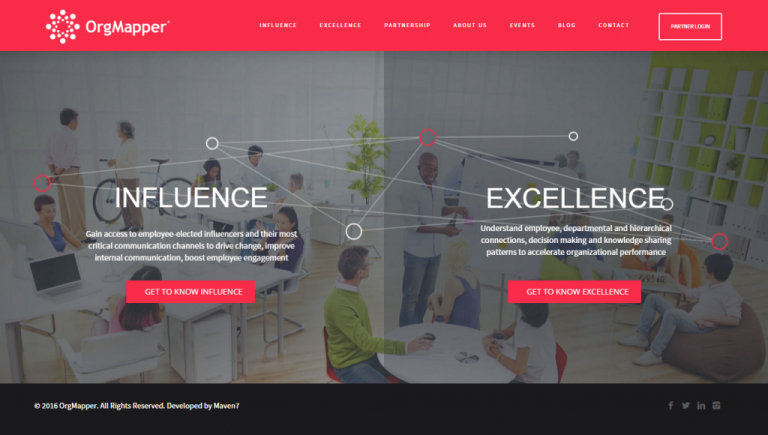 OrgMapper®
INFLUENCE EXCELLENCE PARTNERSHIP ABOUT US EVENTS BLOG CONTACT PARTNER LOGIN
INFLUENCE
Gain access to employee-elected influencers and their most
critical communication channels to drive change, improve
internal communication, boost employee engagement
GET TO KNOW INFLUENCE
EXCELLENCE
Understand employee, departmental and hierarchical
connections, decision making and knowledge sharing
patterns to accelerate organizational performance
GET TO KNOW EXCELLENCE
© 2016 OrgMapper. All Rights Reserved. Developed by Maven7